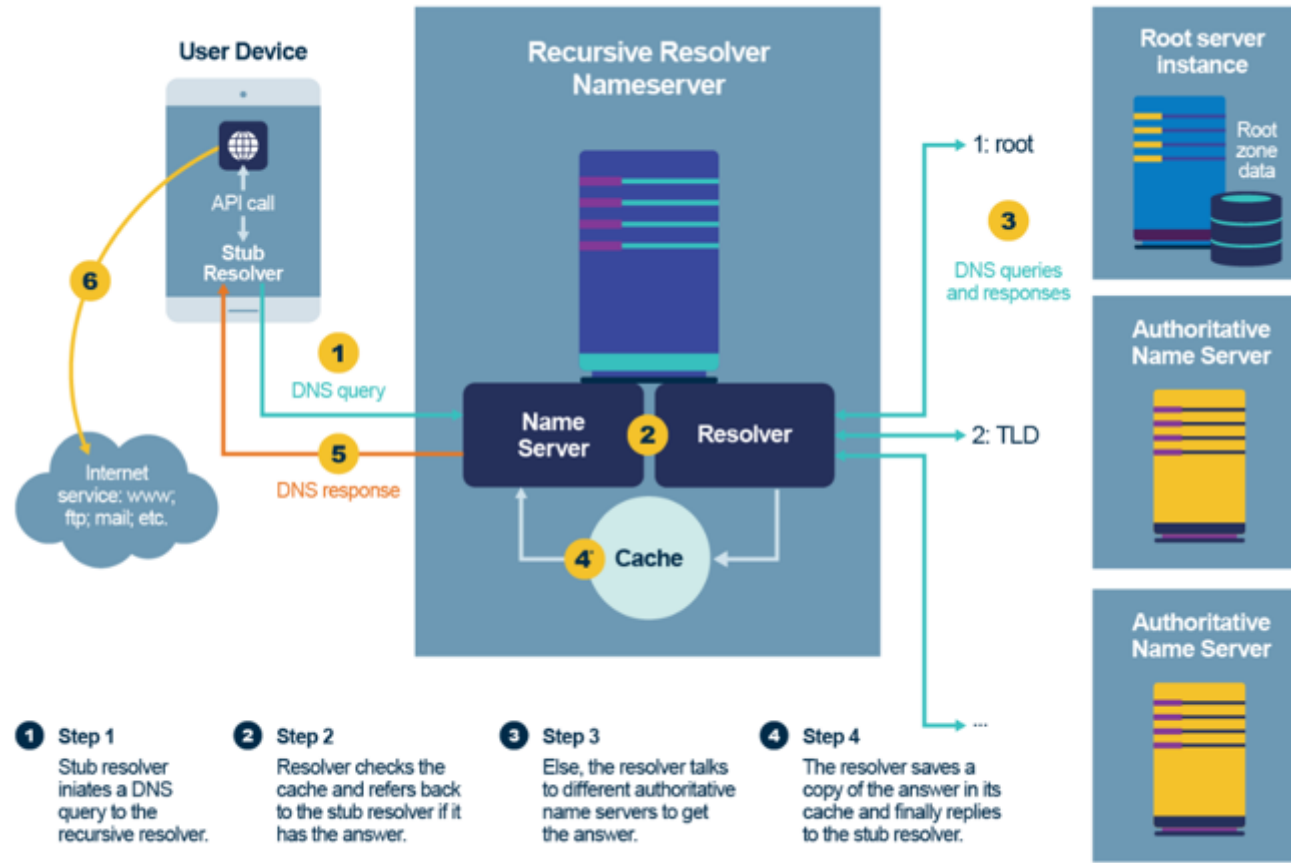 User Device
API call
Stub
Resolver
6
Internet
service: www;
ftp; mail; etc.
1
DNS query
5
DNS response
Recursive Resolver
Nameserver
Name
Server
2
Resolver
4*
Cache
1: root
3
DNS queries
and responses
2: TLD
...
Root server
instance
Root
zone
data
Authoritative
Name Server
Authoritative
Name Server
1 Step 1
Stub resolver
iniates a DNS
query to the
recursive resolver.
2 Step 2
Resolver checks the
cache and refers back
to the stub resolver if it
has the answer.
3 Step 3
Else, the resolver talks
to different authoritative
name servers to get
the answer.
4 Step 4
The resolver saves a
copy of the answer in its
cache and finally replies
to the stub resolver.